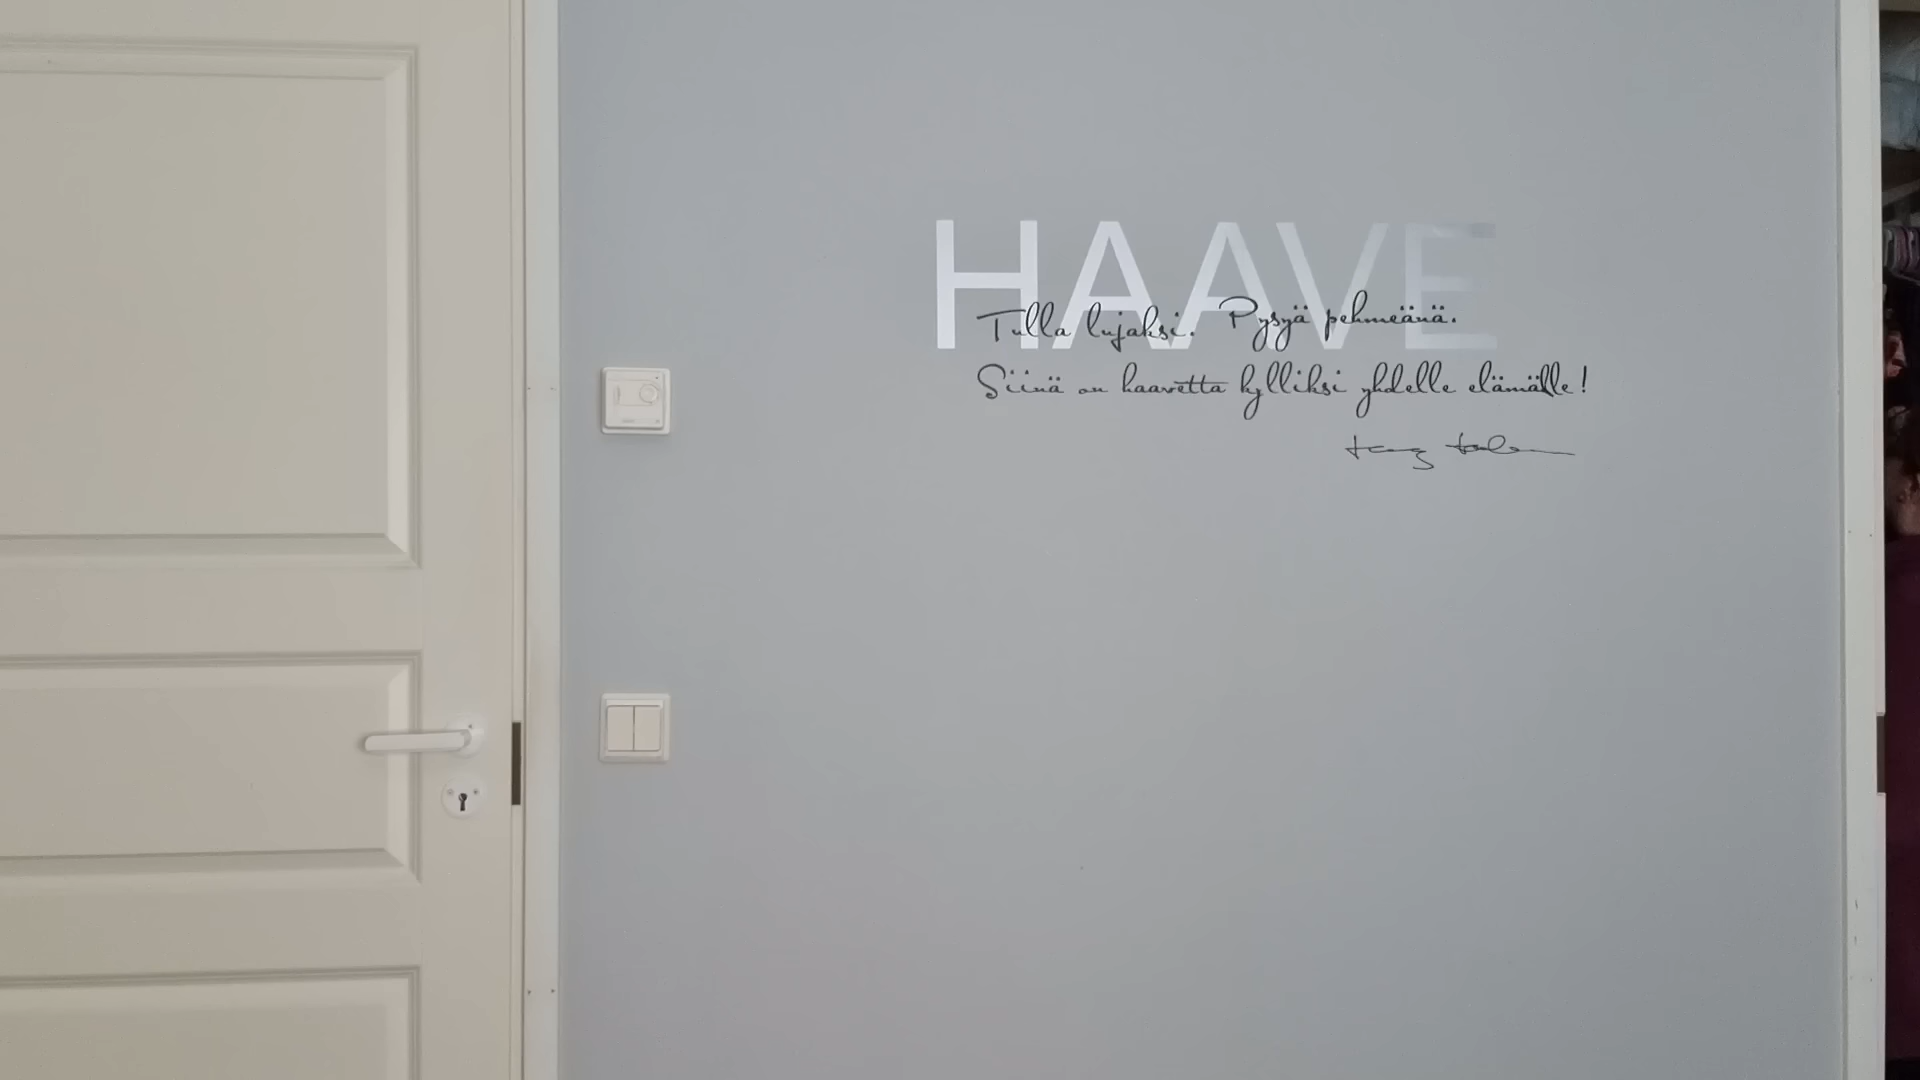 HAAVE
Tulla lujaksi. Pysyä pehmeänä.
Siinä on haavetta kylliksi yhdelle elämälle!